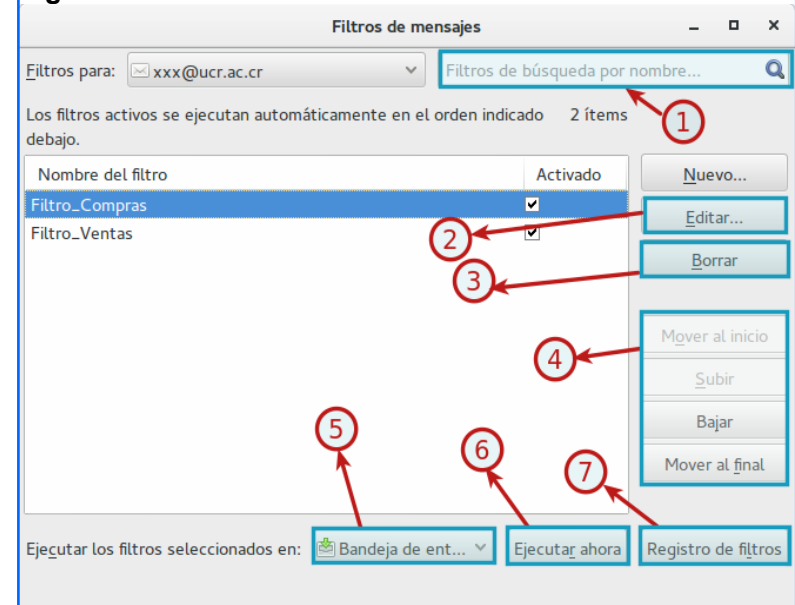 Filtros de mensajes
Filtros para: xxx@ucr.ac.cr
Filtros de búsqueda por nombre...
1
Los filtros activos se ejecutan automáticamente en el orden indicado 2 ítems
debajo.
Nombre del filtro Activado
Nuevo...
Filtro_Compras
Editar...
Filtro_Ventas
2
Borrar
3
Mover al inicio
4
Subir
Bajar
5
6
Mover al final
7
Ejecutar los filtros seleccionados en: Bandeja de ent... Ejecutar ahora Registro de filtros